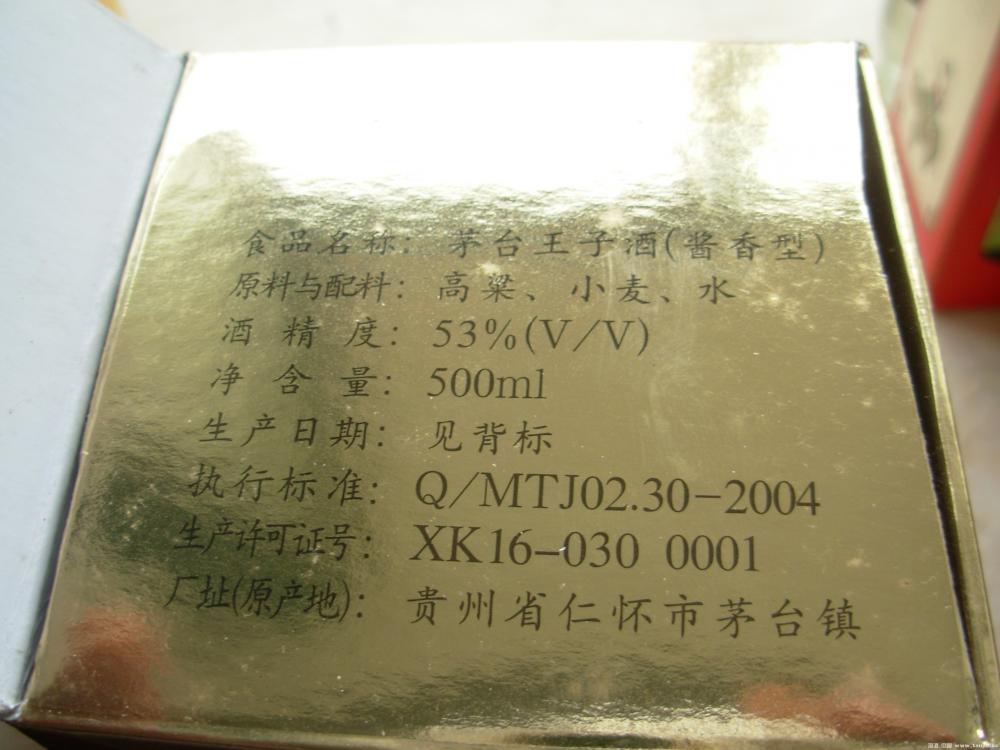 食品名称：茅台王子酒(酱香型)
原料与配料：高粱、小麦、水
酒精度：53%(V/V)
净含量：500ml
生产日期：见背标
执行标准：Q/MTJ02.30-2004
生产许可证号：XK16-030 0001
厂址(原产地)：贵州省仁怀市茅台镇